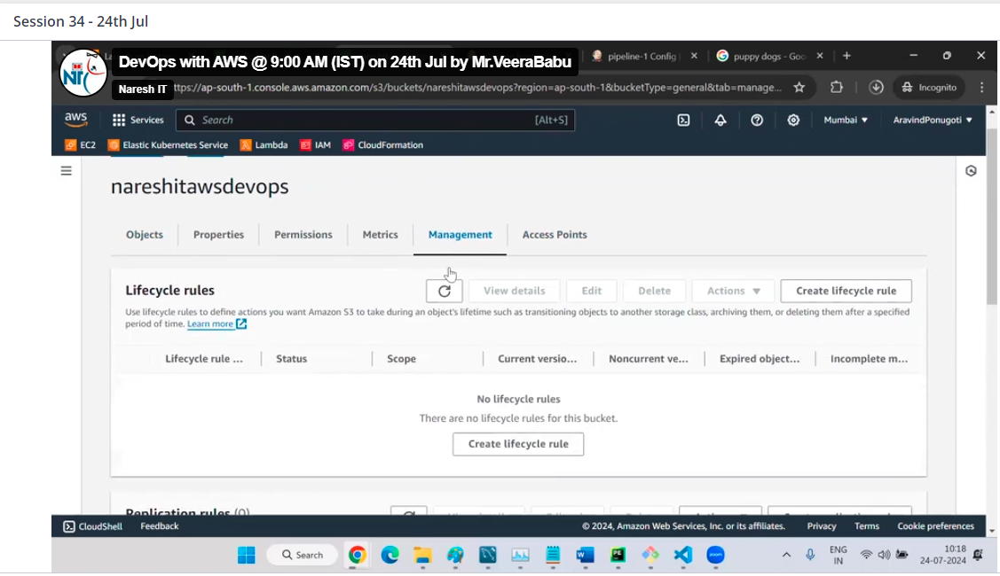 Session 34 - 24th Jul
DevOps with AWS @ 9:00 AM (IST) on 24th Jul by Mr.VeeraBabu
pipeline-1 Config
puppy dogs - Goo
Naresh IT
ttps://ap-south-1.console.aws.amazon.com/s3/buckets/nareshitawsdevops?region=ap-south-1&bucketType=general&tab=manage...
Incognito
aws
Services
Search
[Alt+S]
Mumbai ▼
AravindPonugoti ▼
EC2
Elastic Kubernetes Service
Lambda
IAM
CloudFormation
nareshitawsdevops
Objects
Properties
Permissions
Metrics
Management
Access Points
Lifecycle rules
View details
Edit
Delete
Actions ▼
Create lifecycle rule
Use lifecycle rules to define actions you want Amazon S3 to take during an object's lifetime such as transitioning objects to another storage class, archiving them, or deleting them after a specified
period of time. Learn more
Lifecycle rule ...
Status
Scope
Current versio...
Noncurrent ve...
Expired object...
Incomplete m...
No lifecycle rules
There are no lifecycle rules for this bucket.
Create lifecycle rule
Replication rules (0)
CloudShell
Feedback
© 2024, Amazon Web Services, Inc. or its affiliates.
Privacy
Terms
Cookie preferences
Search
ENG
IN
10:18
24-07-2024